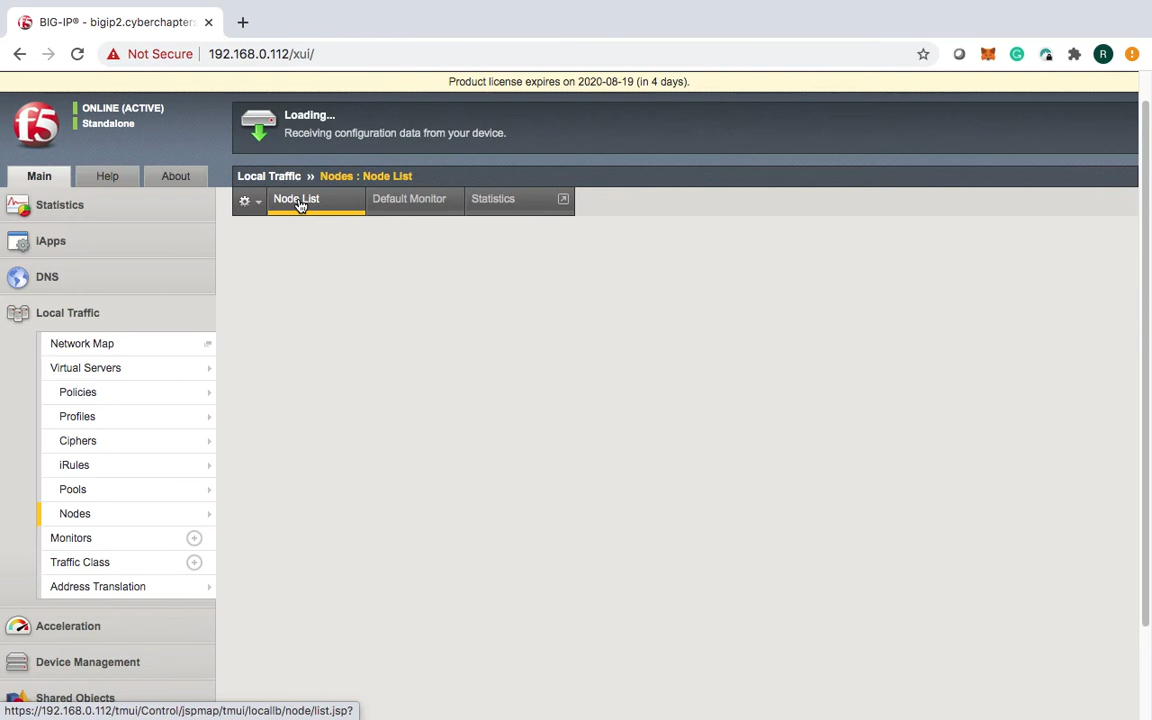 BIG-IP® - bigip2.cyberchapters
Not Secure 192.168.0.112/xui/
R
Product license expires on 2020-08-19 (in 4 days).
f5
ONLINE (ACTIVE)
Standalone
Loading...
Receiving configuration data from your device.
Main Help About
Local Traffic ›› Nodes : Node List
Node List Default Monitor Statistics
Statistics
iApps
DNS
Local Traffic
Network Map
Virtual Servers
Policies
Profiles
Ciphers
iRules
Pools
Nodes
Monitors
Traffic Class
Address Translation
Acceleration
Device Management
Shared Objects
https://192.168.0.112/tmui/Control/jspmap/tmui/locallb/node/list.jsp?